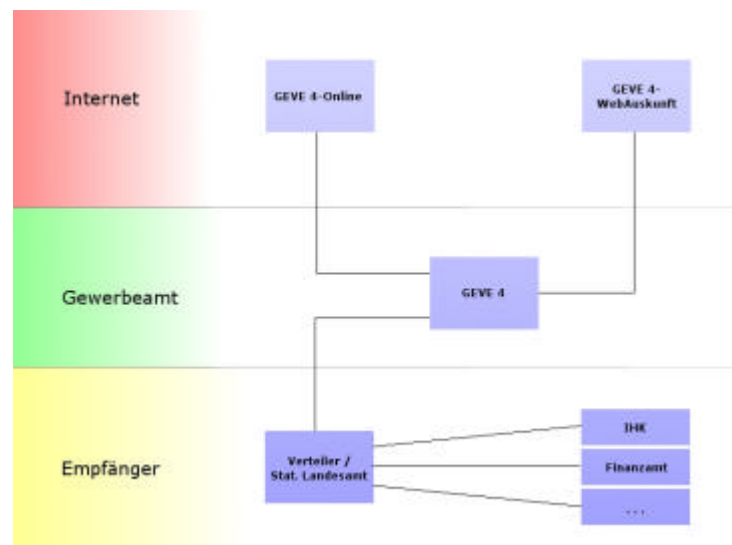 Internet
GEVE 4-Online
GEVE 4-
WebAuskunft
Gewerbeamt
GEVE 4
Empfänger
Verteiler /
Stat. Landesamt
IHK
Finanzamt
...